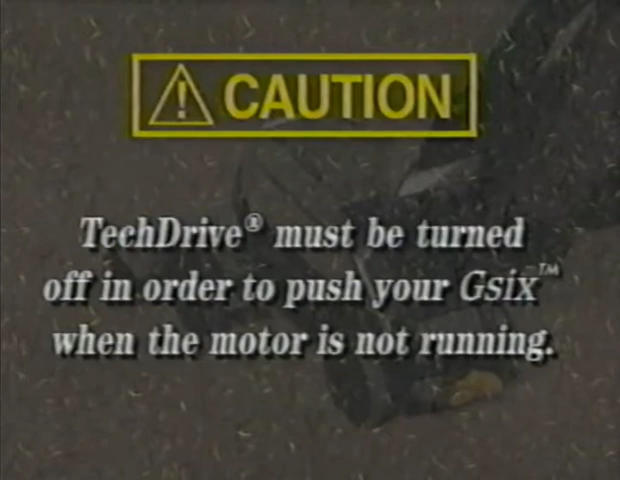 CAUTION
TechDrive® must be turned
off in order to push your Gsix™
when the motor is not running.